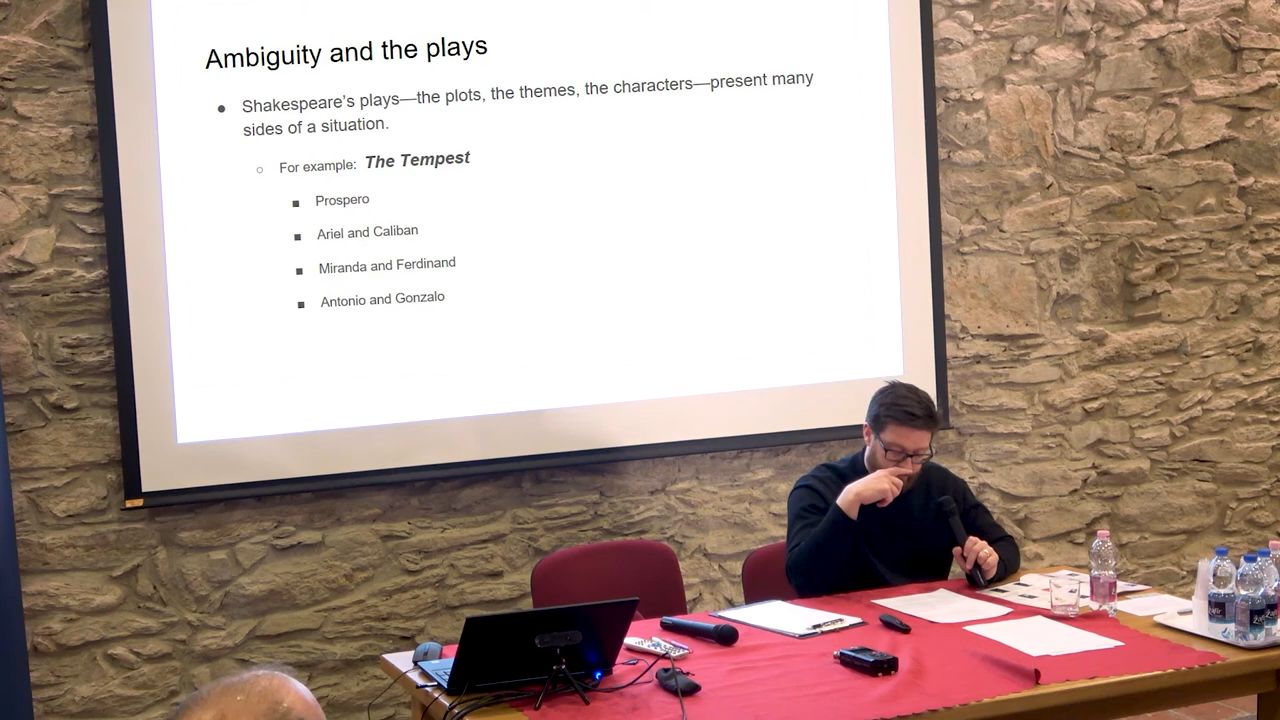 Ambiguity and the plays
● Shakespeare's plays—the plots, the themes, the characters—present many
sides of a situation.
○ For example: The Tempest
■ Prospero
■ Ariel and Caliban
■ Miranda and Ferdinand
■ Antonio and Gonzalo